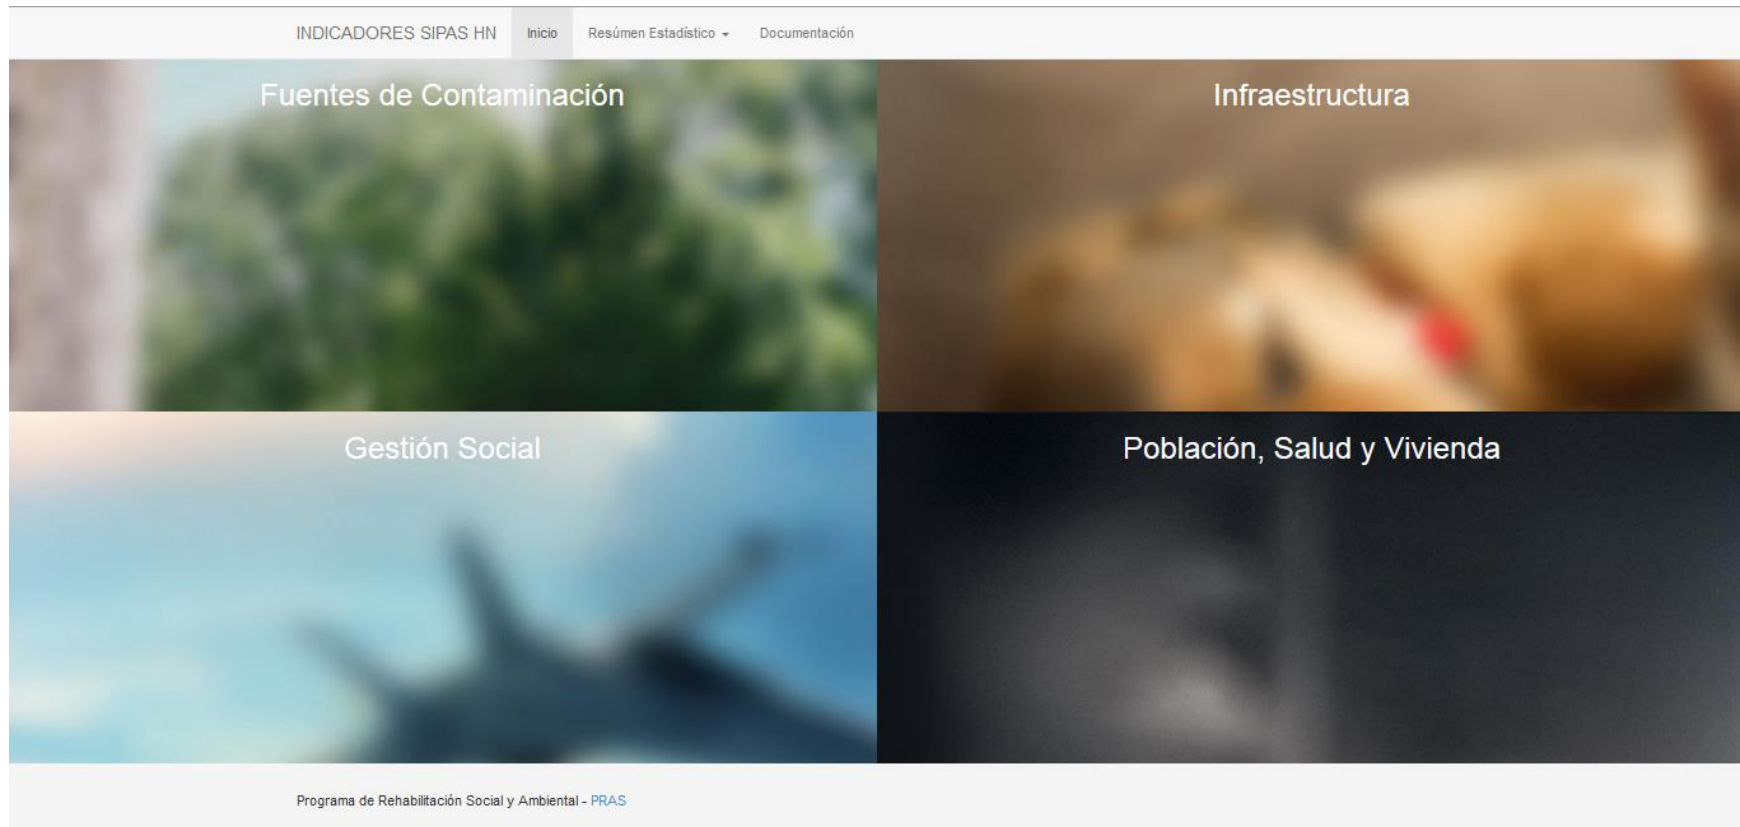 INDICADORES SIPAS HN Inicio Resúmen Estadístico Documentación
Fuentes de Contaminación
Infraestructura
Gestión Social
Población, Salud y Vivienda
Programa de Rehabilitación Social y Ambiental - PRAS